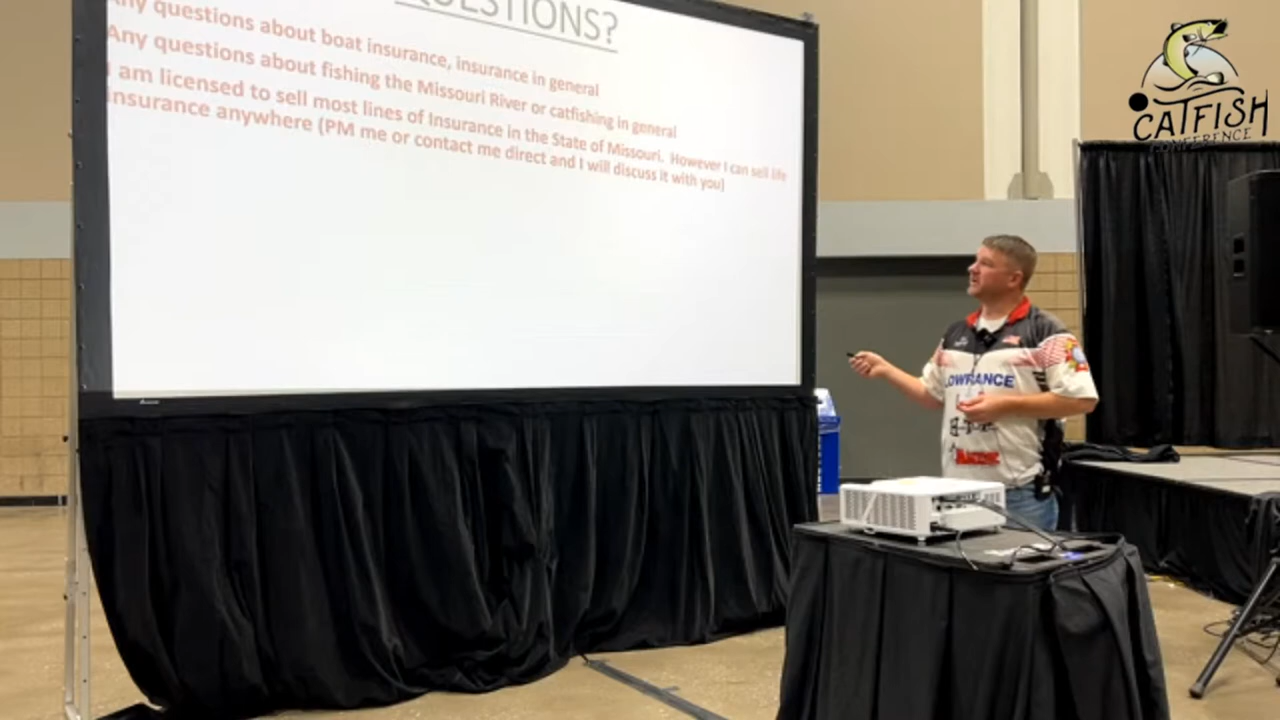 QUESTIONS?
Any questions about boat insurance, insurance in general
Any questions about fishing the Missouri River or catfishing in general
I am licensed to sell most lines of Insurance in the State of Missouri. However I can sell life
insurance anywhere (PM me or contact me direct and I will discuss it with you)
CATFISH
CONFERENCE
LOWRANCE